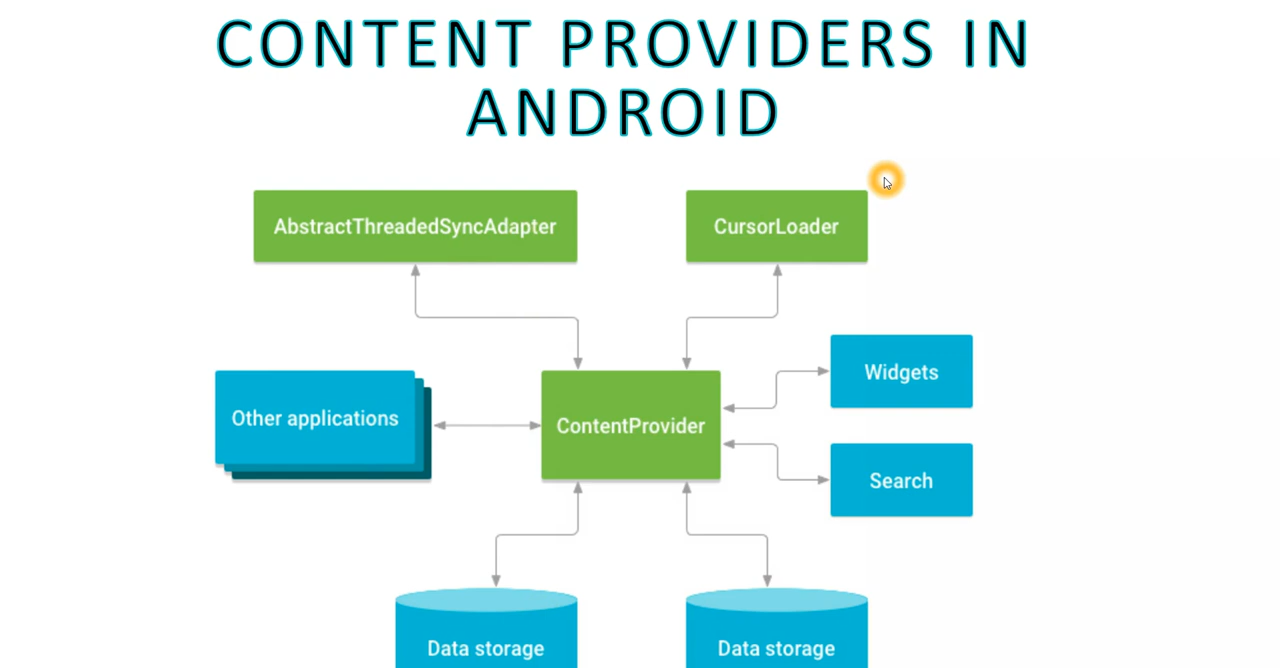 CONTENT PROVIDERS IN
ANDROID
AbstractThreadedSyncAdapter
CursorLoader
Widgets
Other applications
ContentProvider
Search
Data storage
Data storage